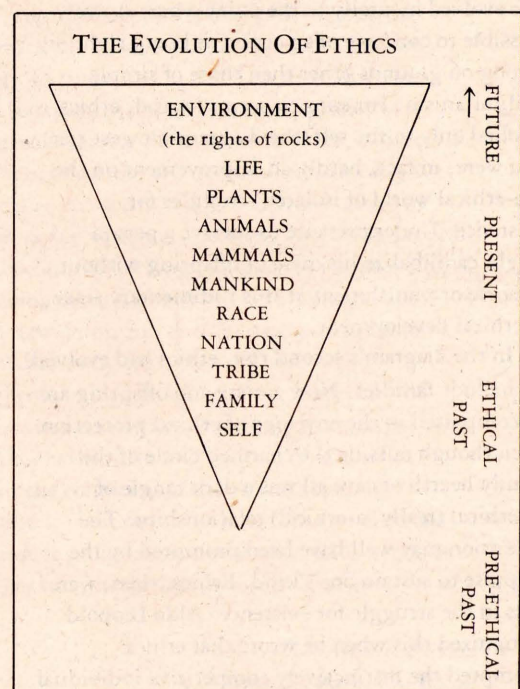 THE EVOLUTION OF ETHICS
ENVIRONMENT
(the rights of rocks)
LIFE
PLANTS
ANIMALS
MAMMALS
MANKIND
RACE
NATION
TRIBE
FAMILY
SELF
FUTURE
PRESENT
ETHICAL
PAST
PRE-ETHICAL
PAST